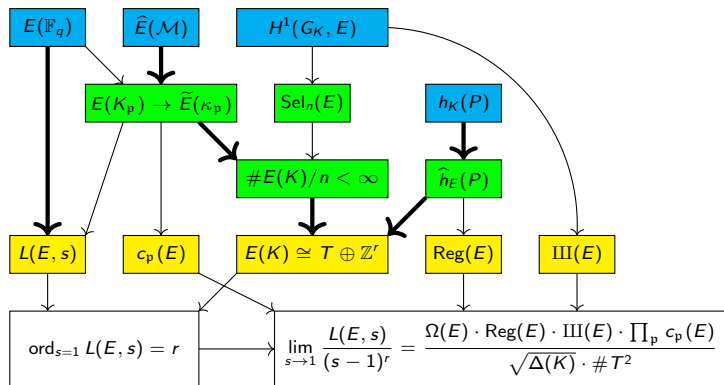 E(𝔽_q)
Ê(ℳ)
H¹(G_K, E)
E(K_𝔭) → Ẽ(κ_𝔭)
Sel_n(E)
h_K(P)
#E(K)/n < ∞
ĥ_E(P)
L(E, s)
c_𝔭(E)
E(K) ≅ T ⊕ ℤ^r
Reg(E)
Ш(E)
ord_{s=1} L(E, s) = r
lim_{s→1} L(E, s)/(s − 1)^r = Ω(E) · Reg(E) · Ш(E) · ∏_𝔭 c_𝔭(E) / √Δ(K) · #T²